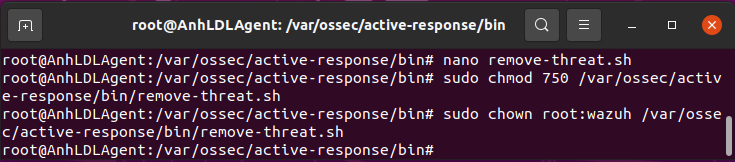 root@AnhLDLAgent: /var/ossec/active-response/bin
root@AnhLDLAgent:/var/ossec/active-response/bin# nano remove-threat.sh
root@AnhLDLAgent:/var/ossec/active-response/bin# sudo chmod 750 /var/ossec/activ
e-response/bin/remove-threat.sh
root@AnhLDLAgent:/var/ossec/active-response/bin# sudo chown root:wazuh /var/osse
c/active-response/bin/remove-threat.sh
root@AnhLDLAgent:/var/ossec/active-response/bin#